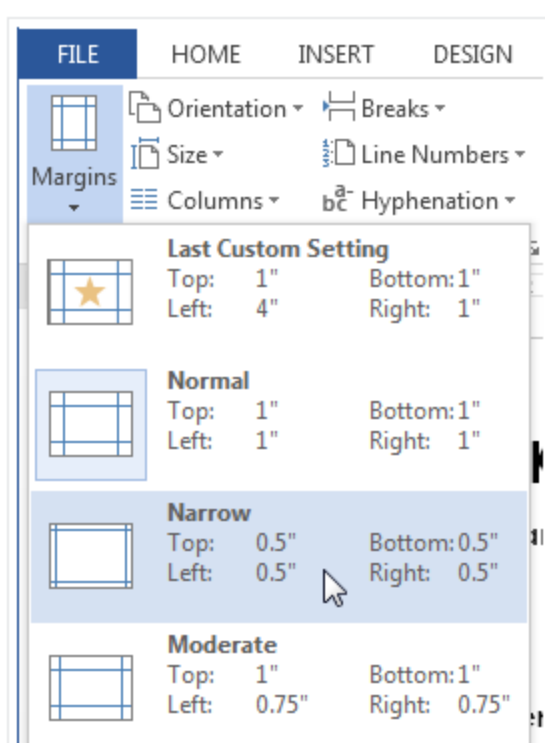 FILE HOME INSERT DESIGN
Margins
Orientation Breaks
Size Line Numbers
Columns Hyphenation
Last Custom Setting
Top: 1" Bottom: 1"
Left: 4" Right: 1"
Normal
Top: 1" Bottom: 1"
Left: 1" Right: 1"
Narrow
Top: 0.5" Bottom: 0.5"
Left: 0.5" Right: 0.5"
Moderate
Top: 1" Bottom: 1"
Left: 0.75" Right: 0.75"